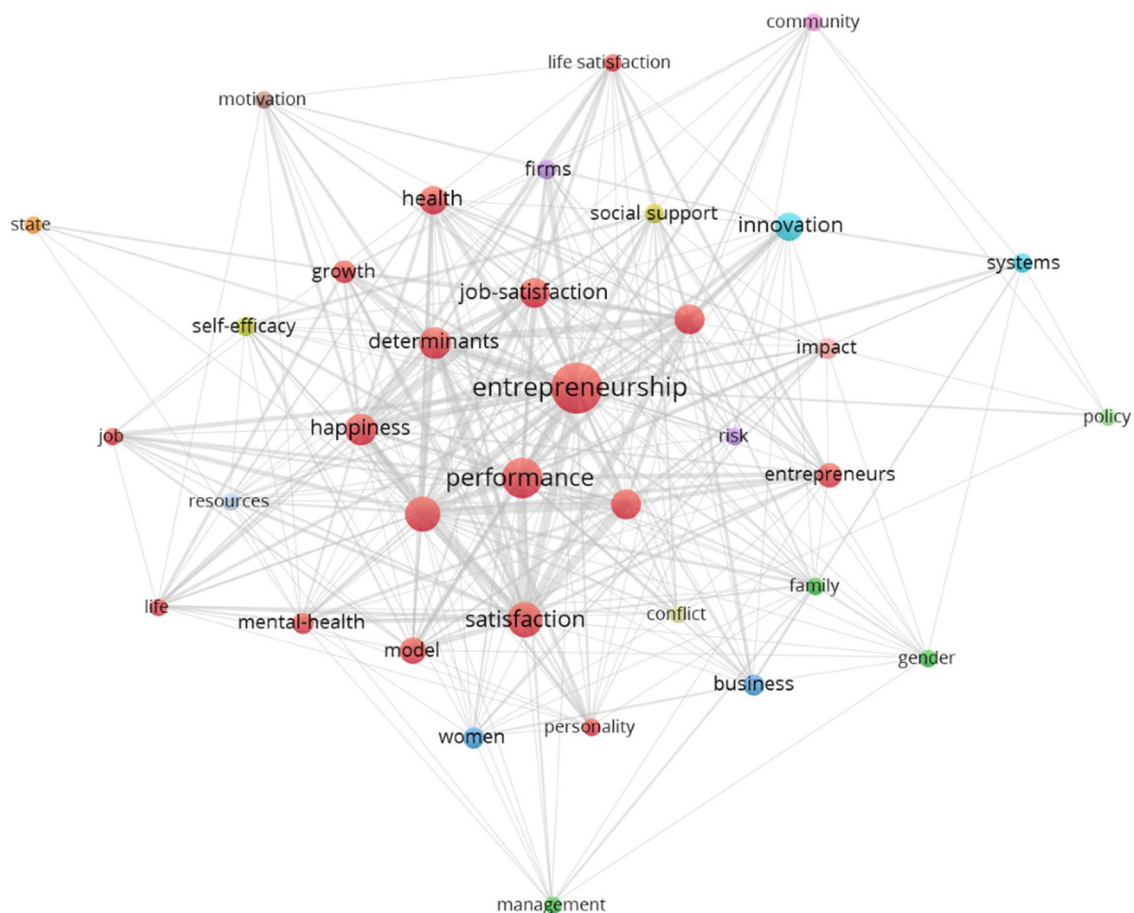 community
life satisfaction
motivation
firms
health
social support
state
innovation
systems
growth
job-satisfaction
self-efficacy
determinants
impact
entrepreneurship
policy
happiness
job
risk
entrepreneurs
performance
resources
family
life
conflict
satisfaction
mental-health
model
gender
business
personality
women
management